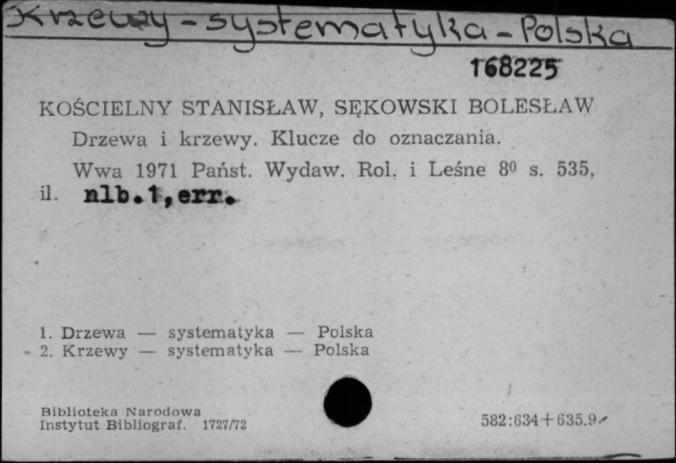 Krzewy - systematyka - Polska
168225
KOŚCIELNY STANISŁAW, SĘKOWSKI BOLESŁAW
Drzewa i krzewy. Klucze do oznaczania.
Wwa 1971 Państ. Wydaw. Rol. i Leśne 8⁰ s. 535,
il. nlb.1,err.
1. Drzewa — systematyka — Polska
2. Krzewy — systematyka — Polska
Biblioteka Narodowa
Instytut Bibliograf. 1727/72
582:634+635.9